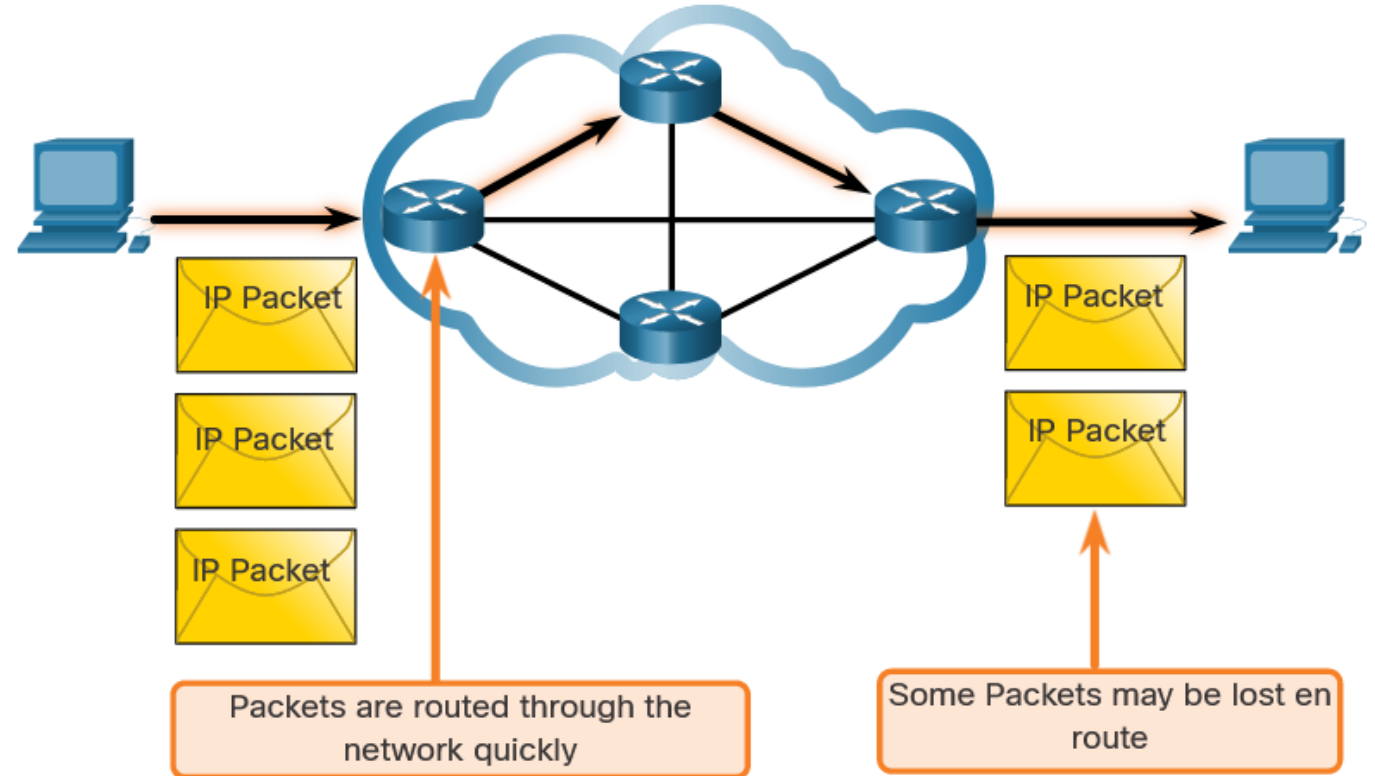 IP Packet
IP Packet
IP Packet
IP Packet
IP Packet
Packets are routed through the
network quickly
Some Packets may be lost en
route